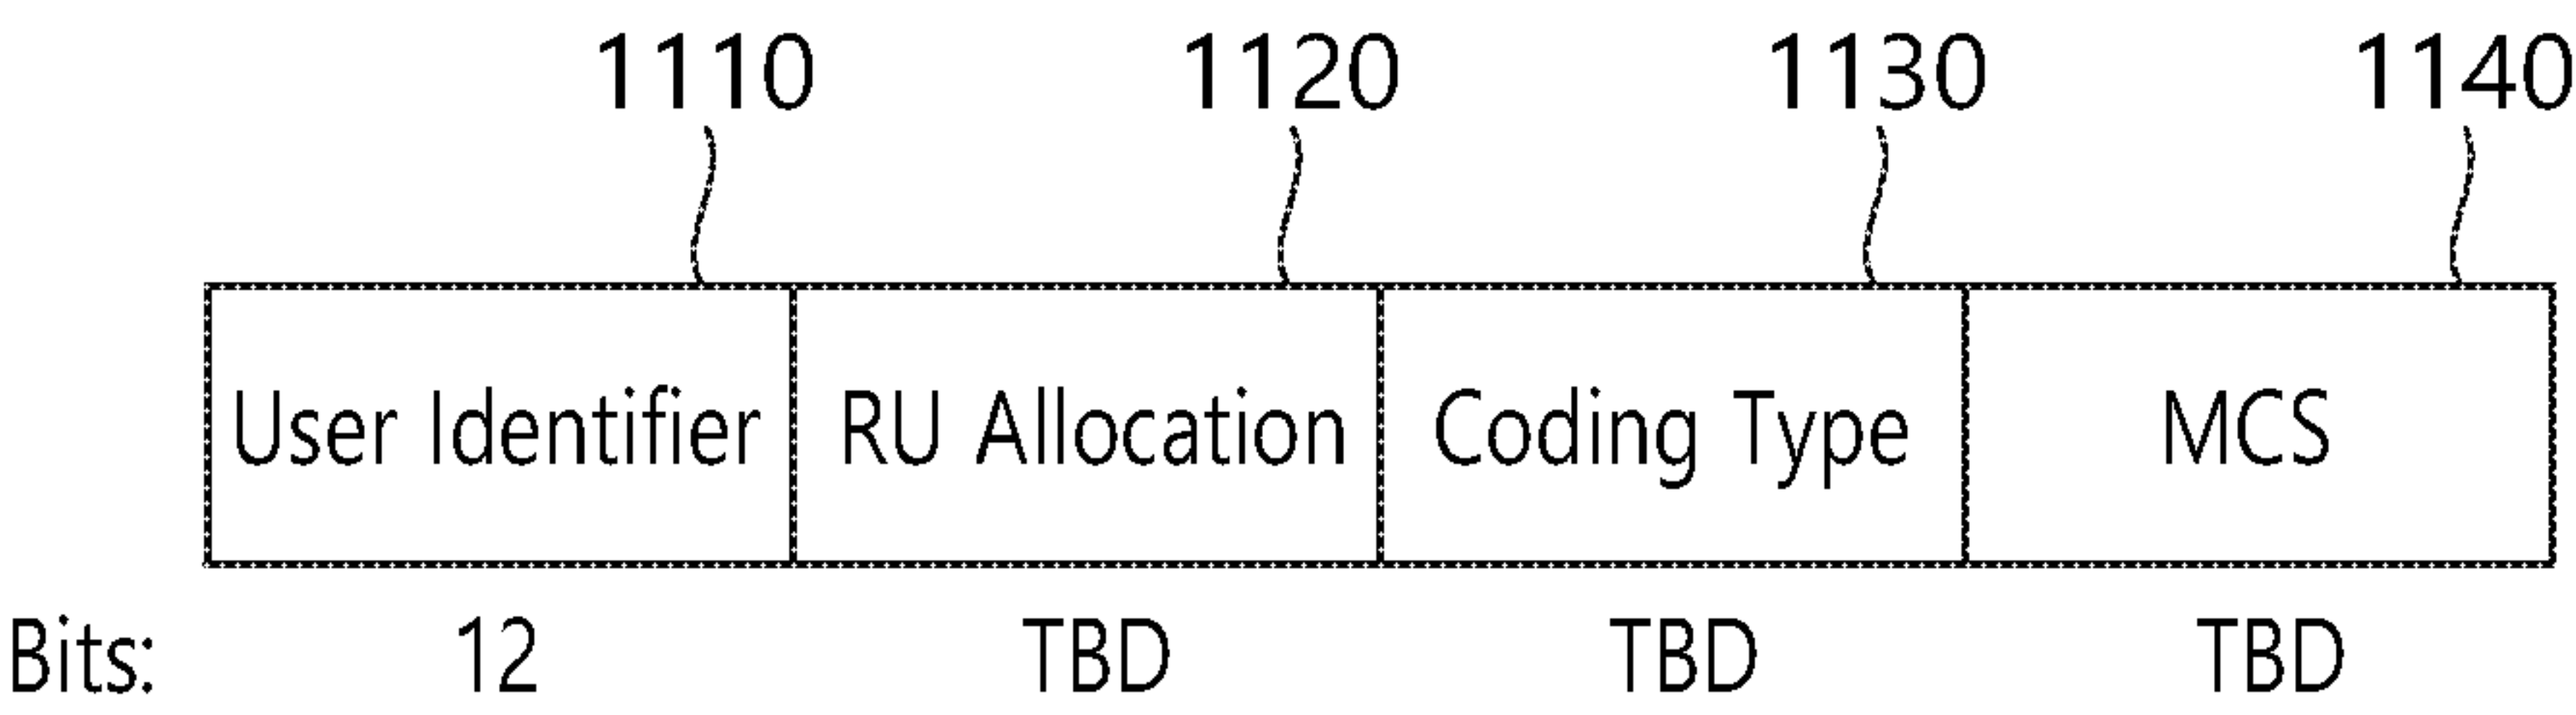 1110 1120 1130 1140
User Identifier RU Allocation Coding Type MCS
Bits: 12 TBD TBD TBD